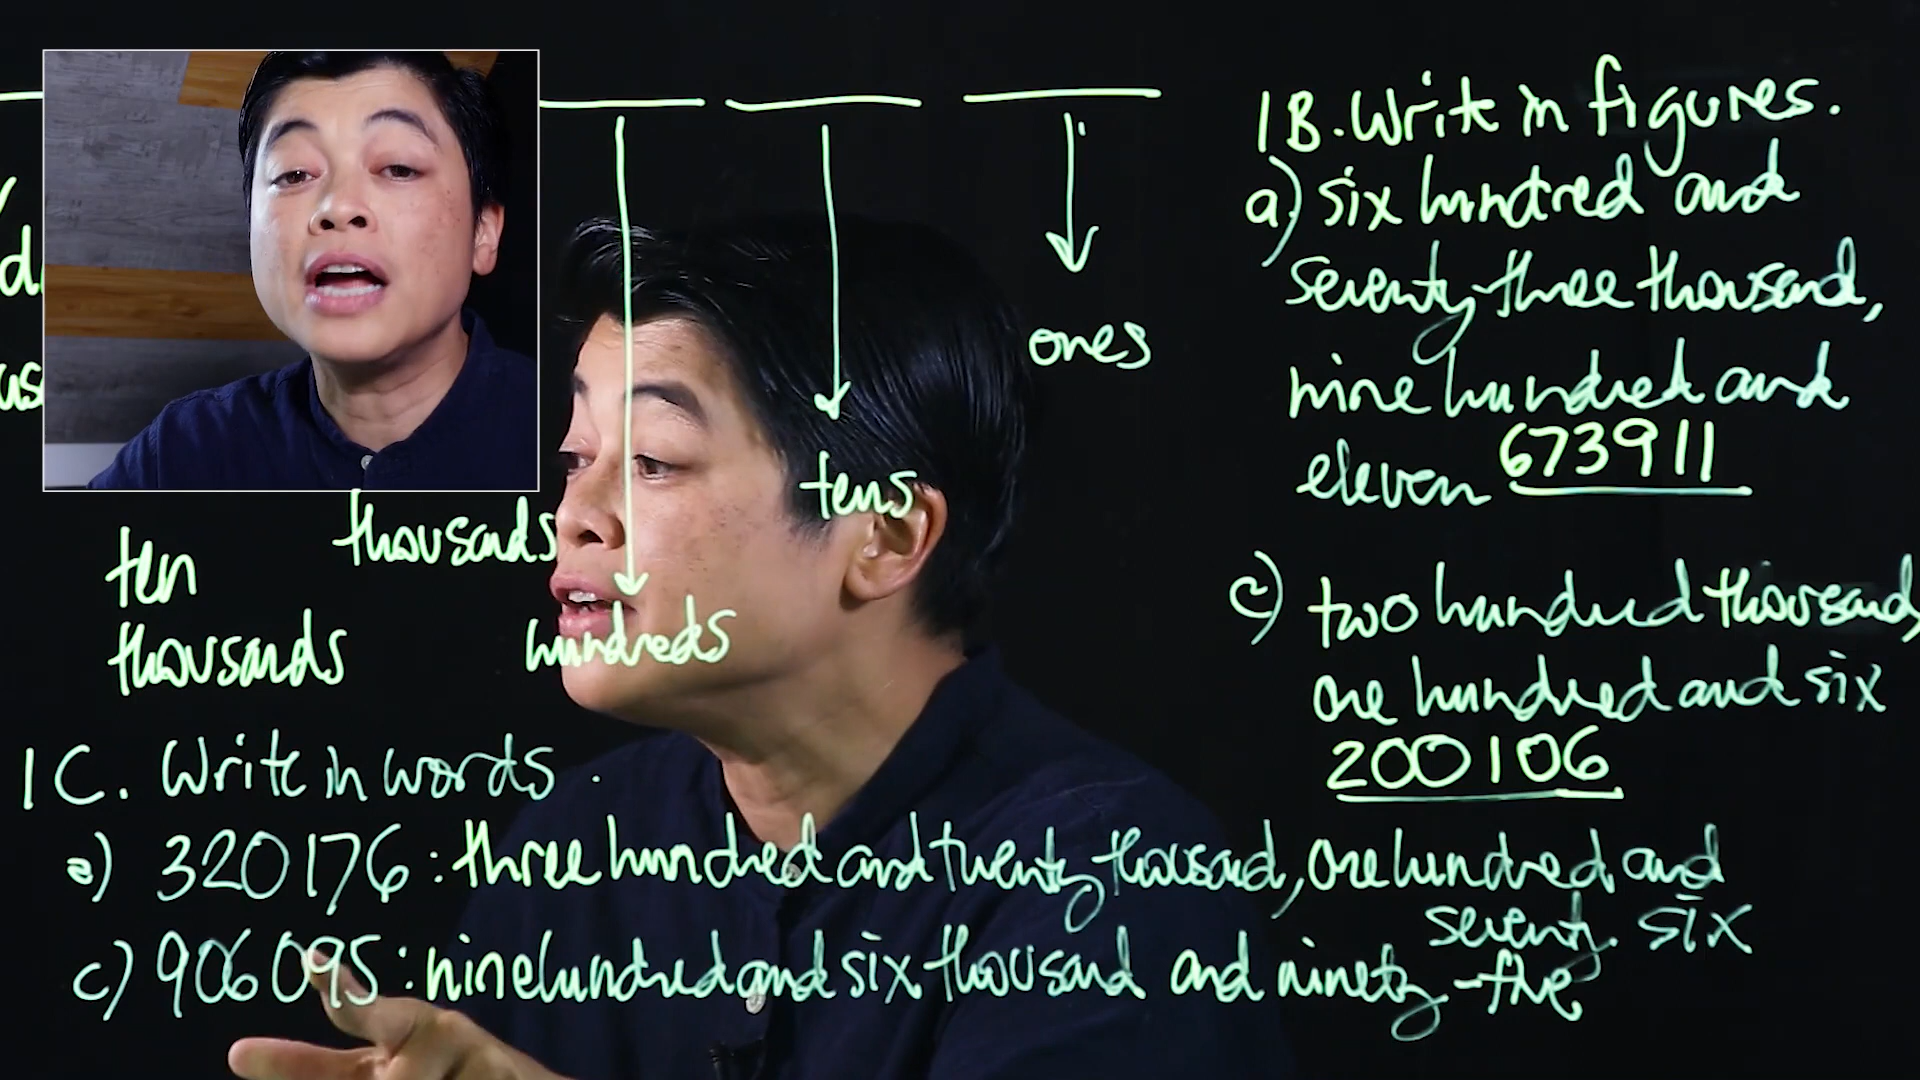 ones
tens
thousands
ten
thousands
hundreds
1B. Write in figures.
a) six hundred and
seventy-three thousand,
nine hundred and
eleven 673911
c) two hundred thousand,
one hundred and six
200106
1C. Write in words.
a) 320176: three hundred and twenty thousand, one hundred and
seventy-six
c) 906095: nine hundred and six thousand and ninety-five